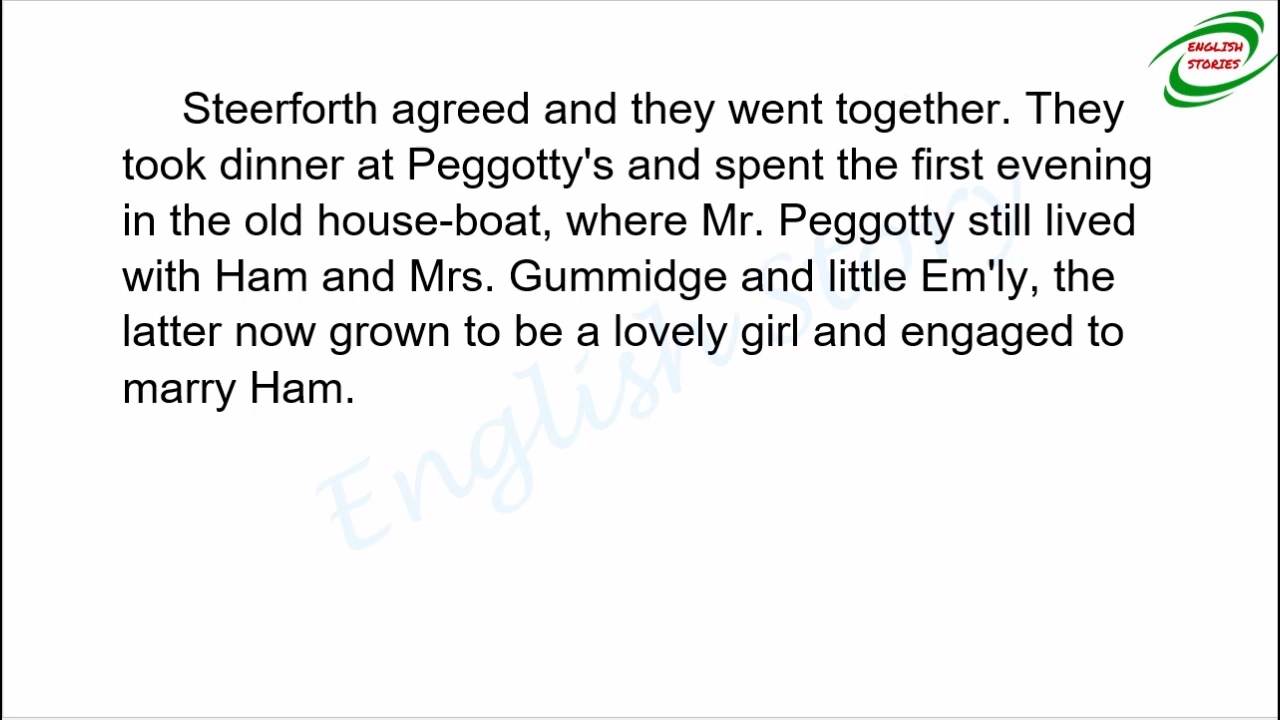 ENGLISH
STORIES
Steerforth agreed and they went together. They
took dinner at Peggotty's and spent the first evening
in the old house-boat, where Mr. Peggotty still lived
with Ham and Mrs. Gummidge and little Em'ly, the
latter now grown to be a lovely girl and engaged to
marry Ham.
English Story